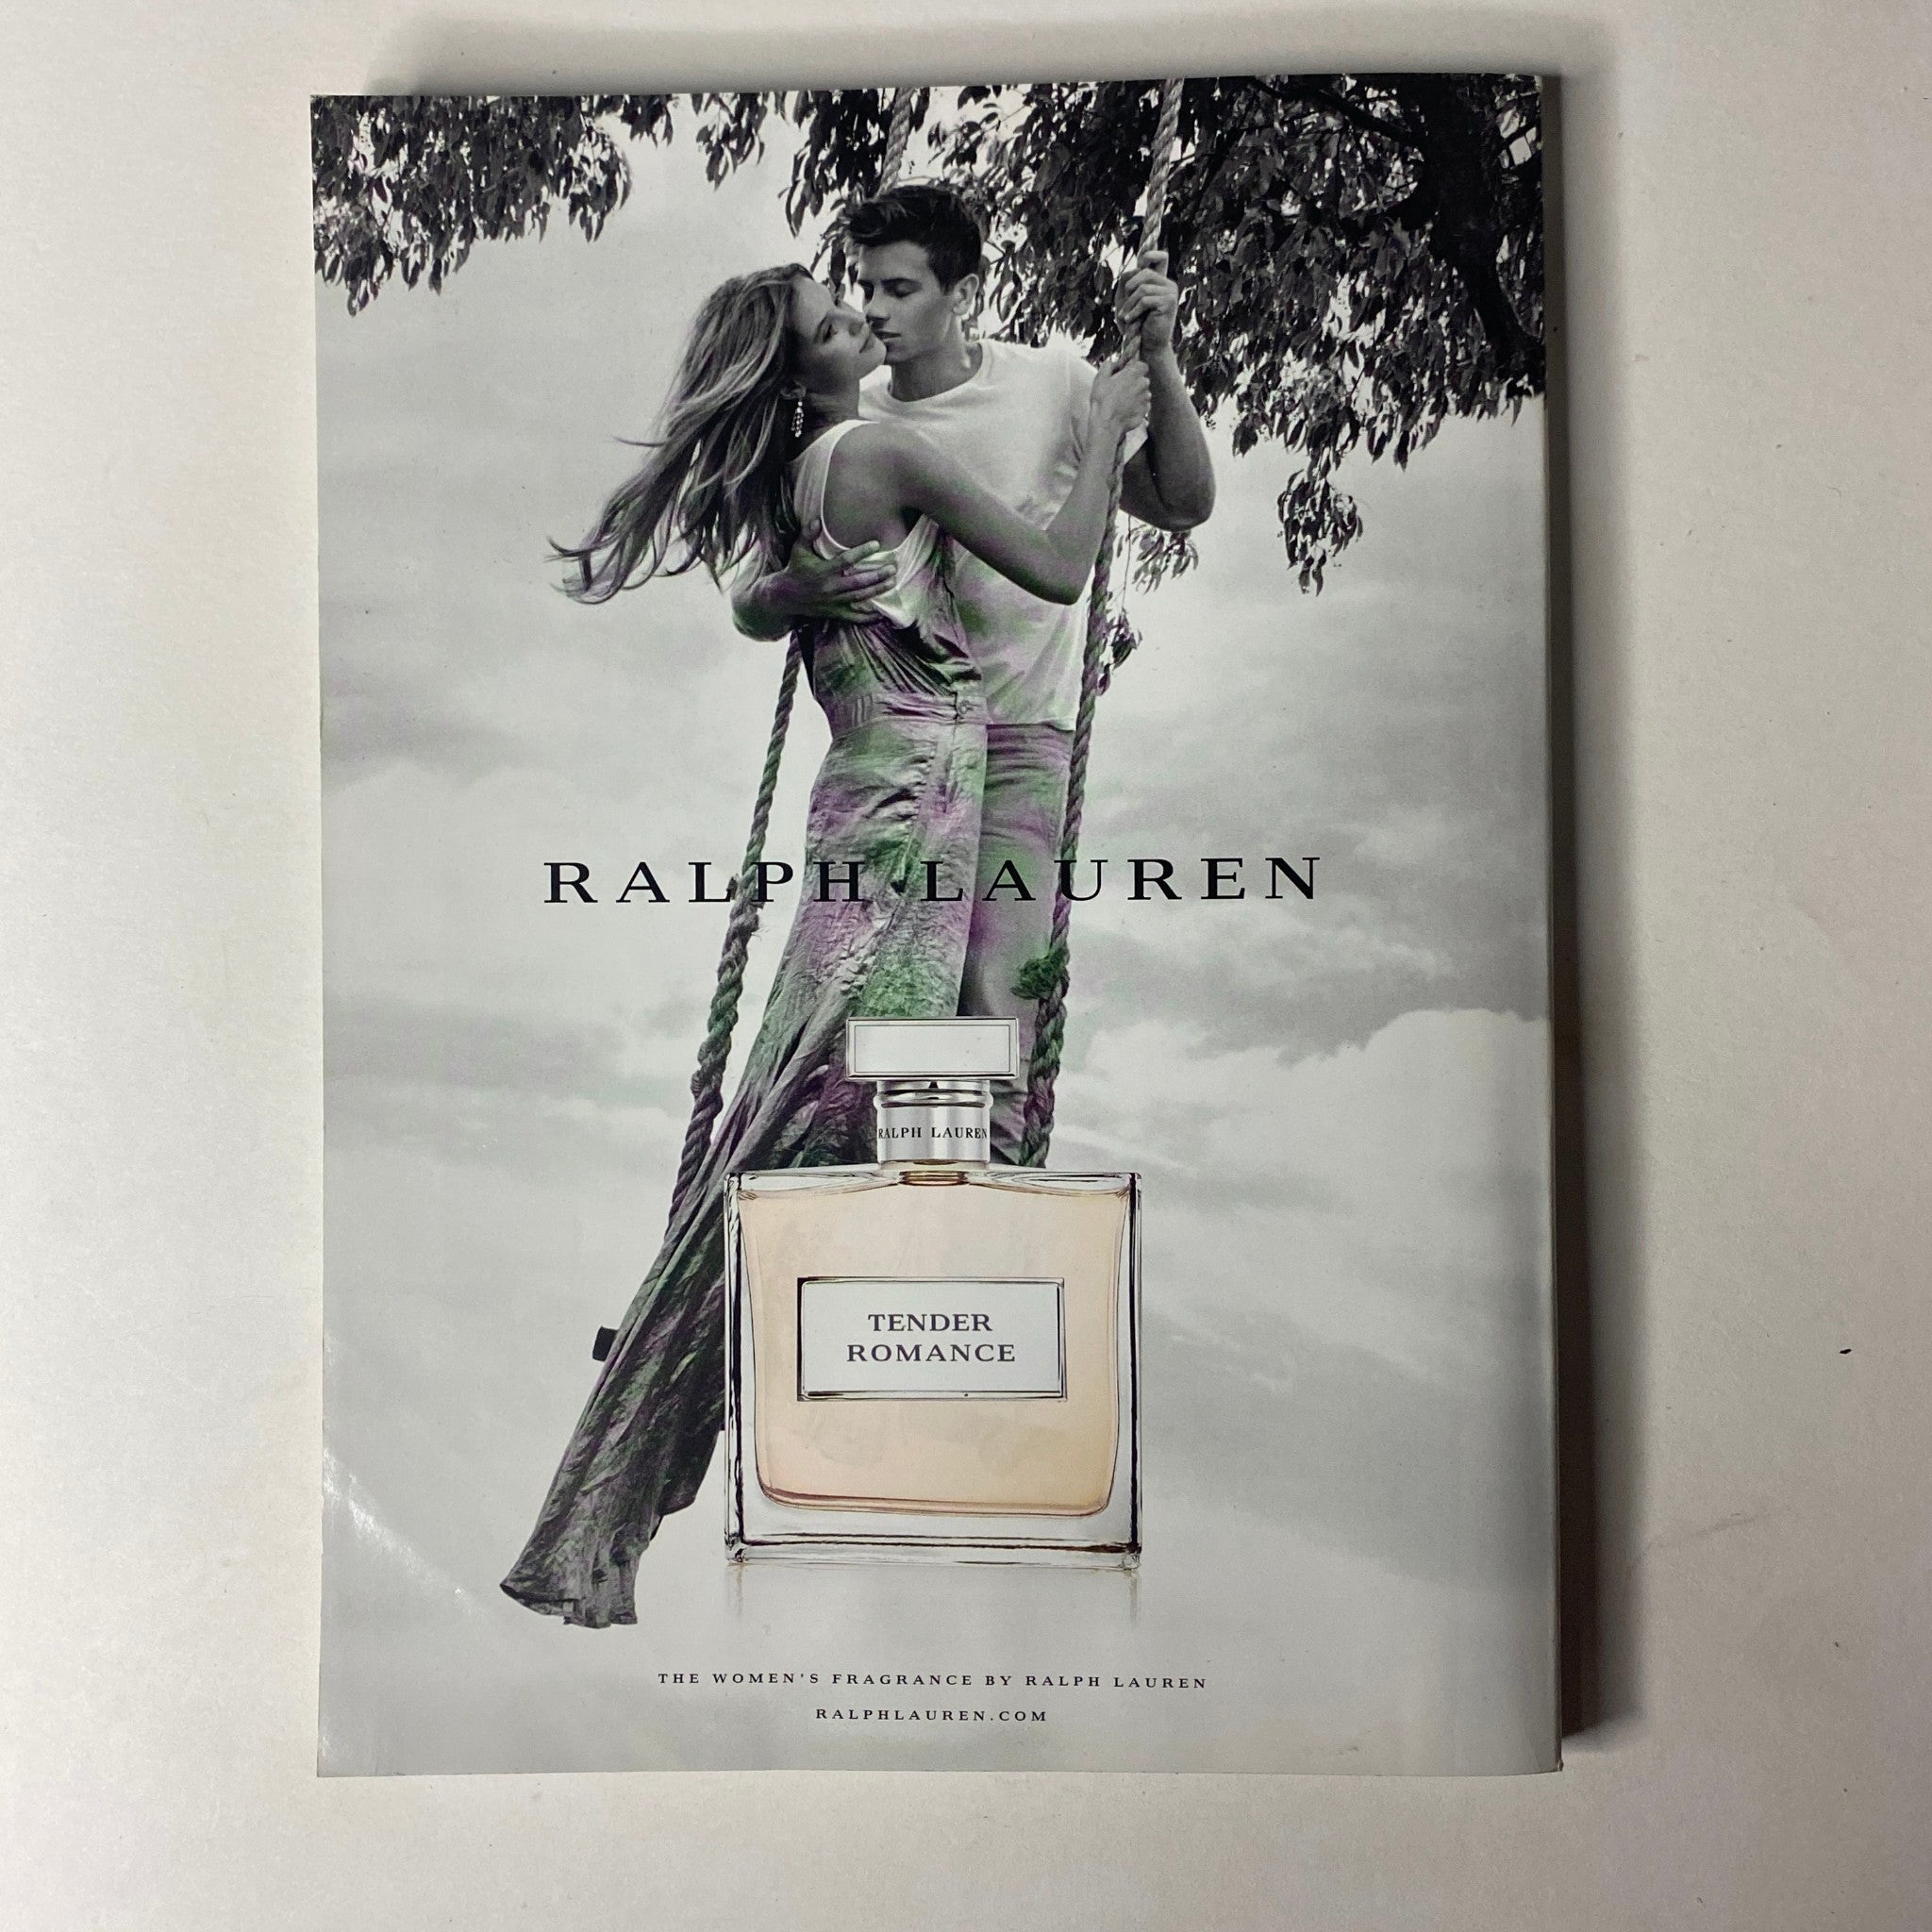 RALPH LAUREN
RALPH LAUREN
TENDER
ROMANCE
THE WOMEN'S FRAGRANCE BY RALPH LAUREN
RALPHLAUREN.COM